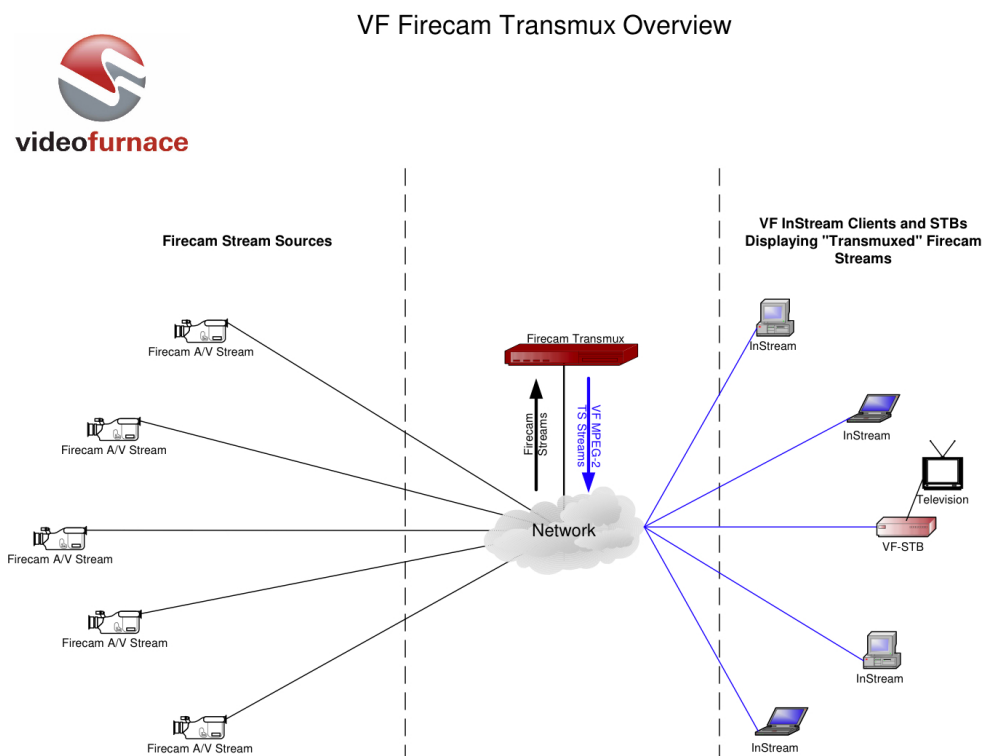 VF Firecam Transmux Overview
videofurnace
Firecam Stream Sources
VF InStream Clients and STBs
Displaying "Transmuxed" Firecam
Streams
Firecam A/V Stream
Firecam A/V Stream
Firecam A/V Stream
Firecam A/V Stream
Firecam A/V Stream
Firecam Transmux
Firecam
Streams
VF MPEG-2
TS Streams
Network
InStream
InStream
Television
VF-STB
InStream
InStream